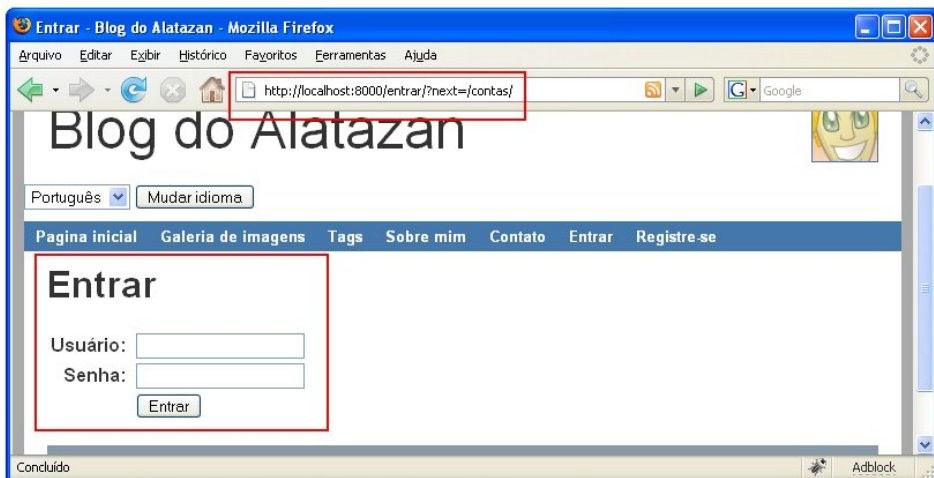 Entrar - Blog do Alatazan - Mozilla Firefox
Arquivo Editar Exibir Histórico Favoritos Ferramentas Ajuda
http://localhost:8000/entrar/?next=/contas/ G Google
Blog do Alatazan
Português Mudar idioma
Pagina inicial Galeria de imagens Tags Sobre mim Contato Entrar Registre-se
Entrar
Usuário:
Senha:
Entrar
Concluído Adblock